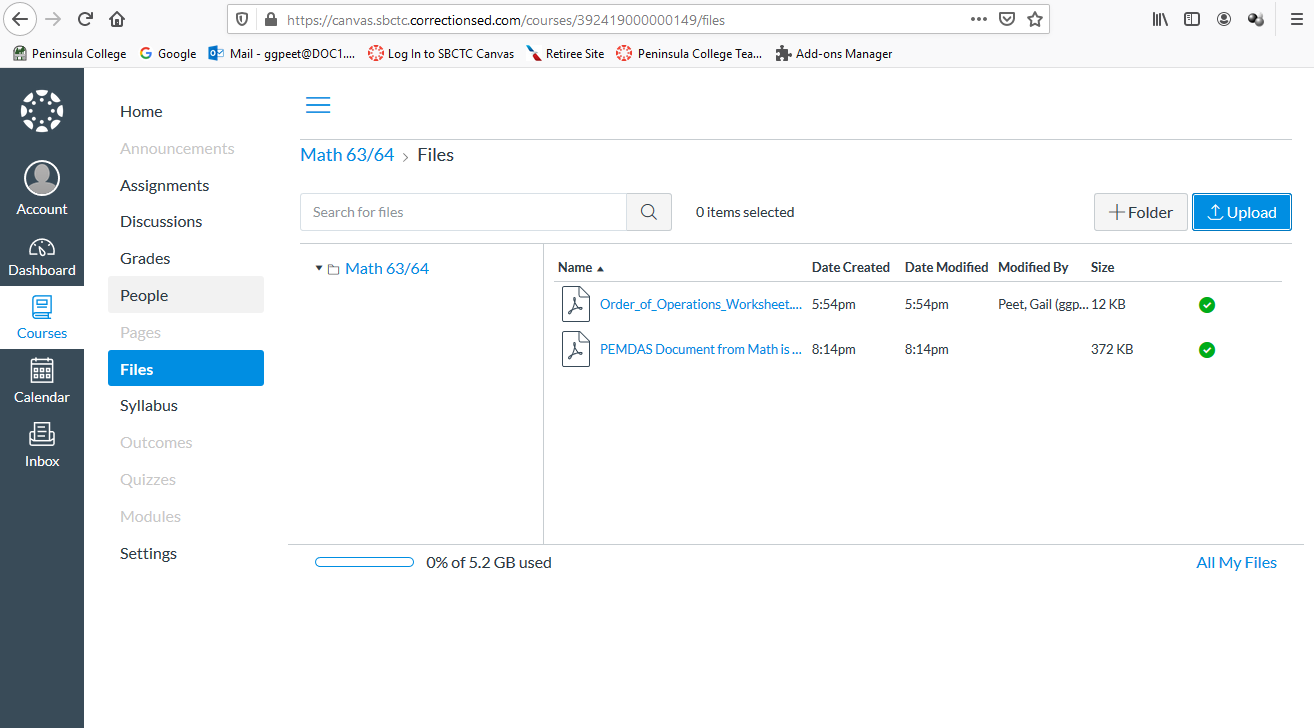 https://canvas.sbctc.correctionsed.com/courses/392419000000149/files
Peninsula College Google Mail - ggpeet@DOC1.... Log In to SBCTC Canvas Retiree Site Peninsula College Tea... Add-ons Manager
Account
Dashboard
Courses
Calendar
Inbox
Home
Announcements
Assignments
Discussions
Grades
People
Pages
Files
Syllabus
Outcomes
Quizzes
Modules
Settings
Math 63/64 › Files
Search for files 0 items selected + Folder Upload
Math 63/64
Name Date Created Date Modified Modified By Size
Order_of_Operations_Worksheet.... 5:54pm 5:54pm Peet, Gail (ggp... 12 KB
PEMDAS Document from Math is ... 8:14pm 8:14pm 372 KB
0% of 5.2 GB used All My Files